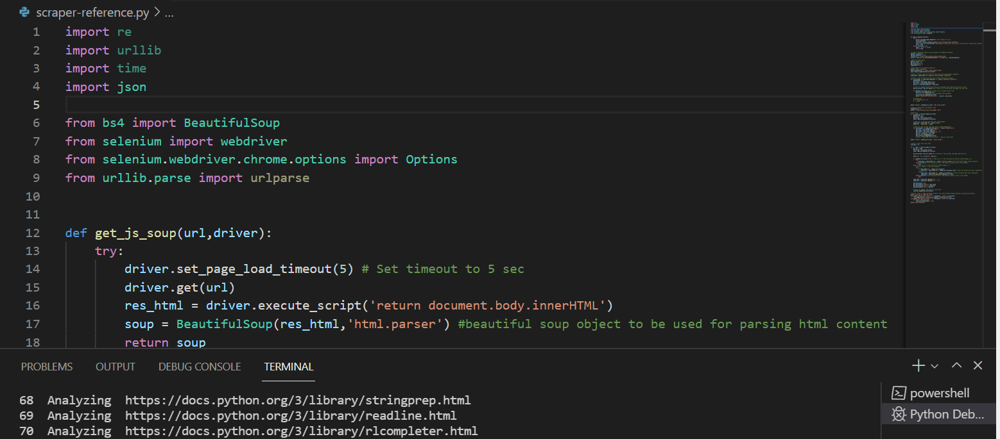 scraper-reference.py > ...
1 import re
2 import urllib
3 import time
4 import json
5
6 from bs4 import BeautifulSoup
7 from selenium import webdriver
8 from selenium.webdriver.chrome.options import Options
9 from urllib.parse import urlparse
10
11
12 def get_js_soup(url,driver):
13     try:
14         driver.set_page_load_timeout(5) # Set timeout to 5 sec
15         driver.get(url)
16         res_html = driver.execute_script('return document.body.innerHTML')
17         soup = BeautifulSoup(res_html,'html.parser') #beautiful soup object to be used for parsing html content
18         return soup
PROBLEMS OUTPUT DEBUG CONSOLE TERMINAL
68 Analyzing https://docs.python.org/3/library/stringprep.html
69 Analyzing https://docs.python.org/3/library/readline.html
70 Analyzing https://docs.python.org/3/library/rlcompleter.html
powershell
Python Deb...